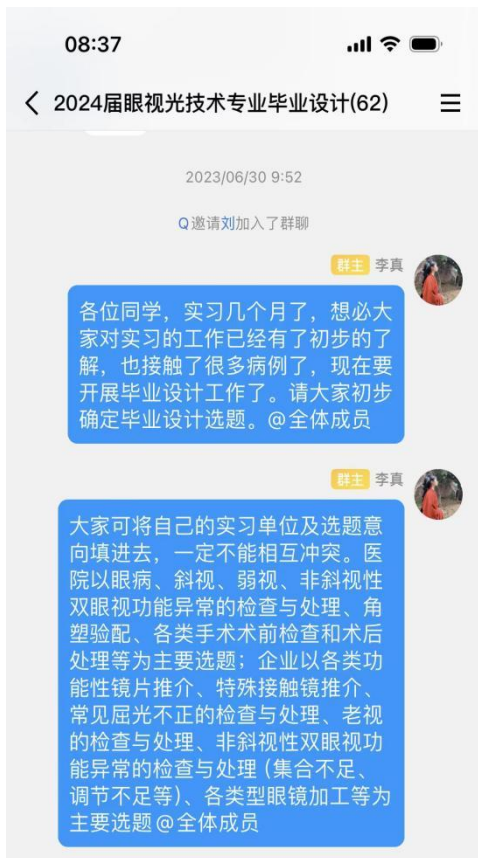 08:37
2024届眼视光技术专业毕业设计(62)
2023/06/30 9:52
Q邀请刘加入了群聊
群主 李真
各位同学，实习几个月了，想必大
家对实习的工作已经有了初步的了
解，也接触了很多病例了，现在要
开展毕业设计工作了。请大家初步
确定毕业设计选题。@全体成员
群主 李真
大家可将自己的实习单位及选题意
向填进去，一定不能相互冲突。医
院以眼病、斜视、弱视、非斜视性
双眼视功能异常的检查与处理、角
塑验配、各类手术术前检查和术后
处理等为主要选题；企业以各类功
能性镜片推介、特殊接触镜推介、
常见屈光不正的检查与处理、老视
的检查与处理、非斜视性双眼视功
能异常的检查与处理（集合不足、
调节不足等）、各类型眼镜加工等为
主要选题@全体成员